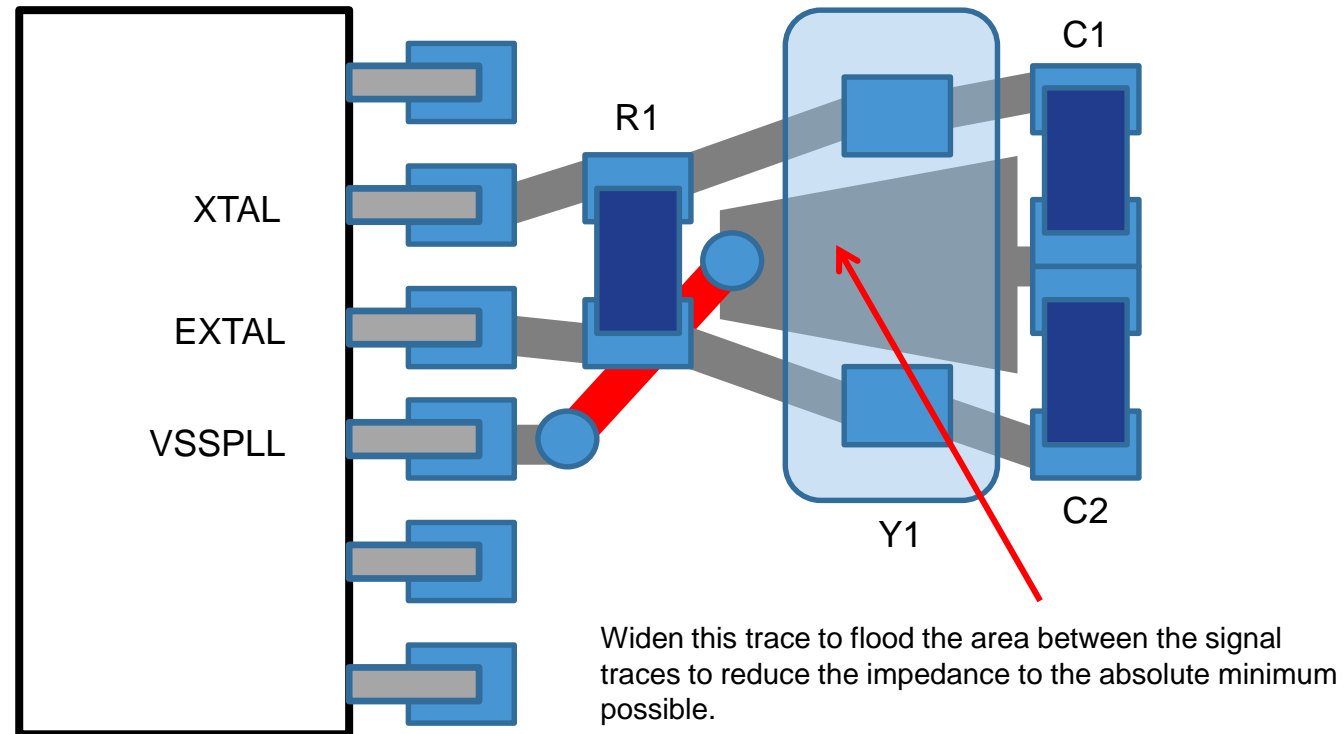 C1
R1
XTAL
EXTAL
VSSPLL
C2
Y1
Widen this trace to flood the area between the signal
traces to reduce the impedance to the absolute minimum
possible.